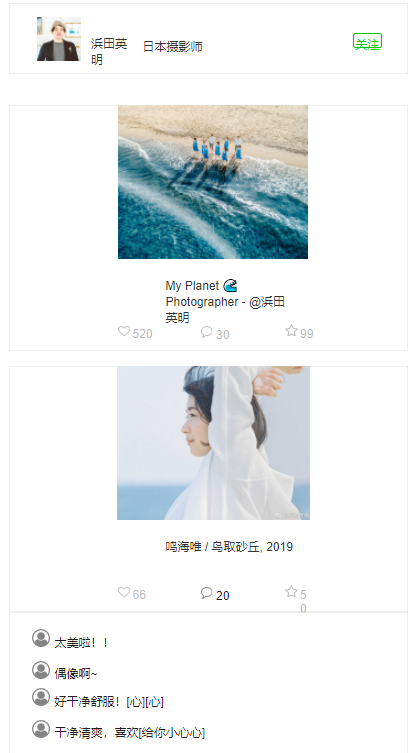 浜田英明
日本摄影师
关注
My Planet 🌊
Photographer - @浜田
英明
520
30
99
鸣海唯 / 鸟取砂丘, 2019
66
20
50
太美啦！！
偶像啊~
好干净舒服！[心][心]
干净清爽，喜欢[给你小心心]